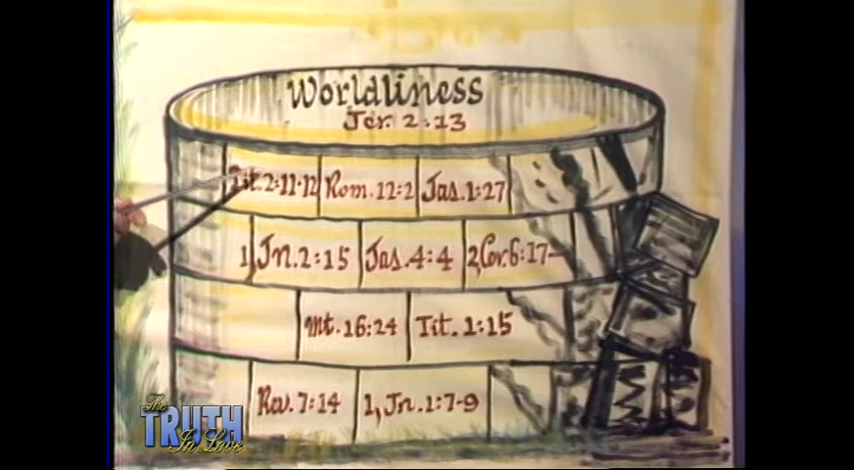 Worldliness
Jer. 2:13
Tit. 2:11-12 Rom. 12:2 Jas. 1:27
1, Jn. 2:15 Jas. 4:4 2, Cor. 6:17-
Mt. 16:24 Tit. 1:15
Rev. 7:14 1, Jn. 1:7-9
The
TRUTH
In Love